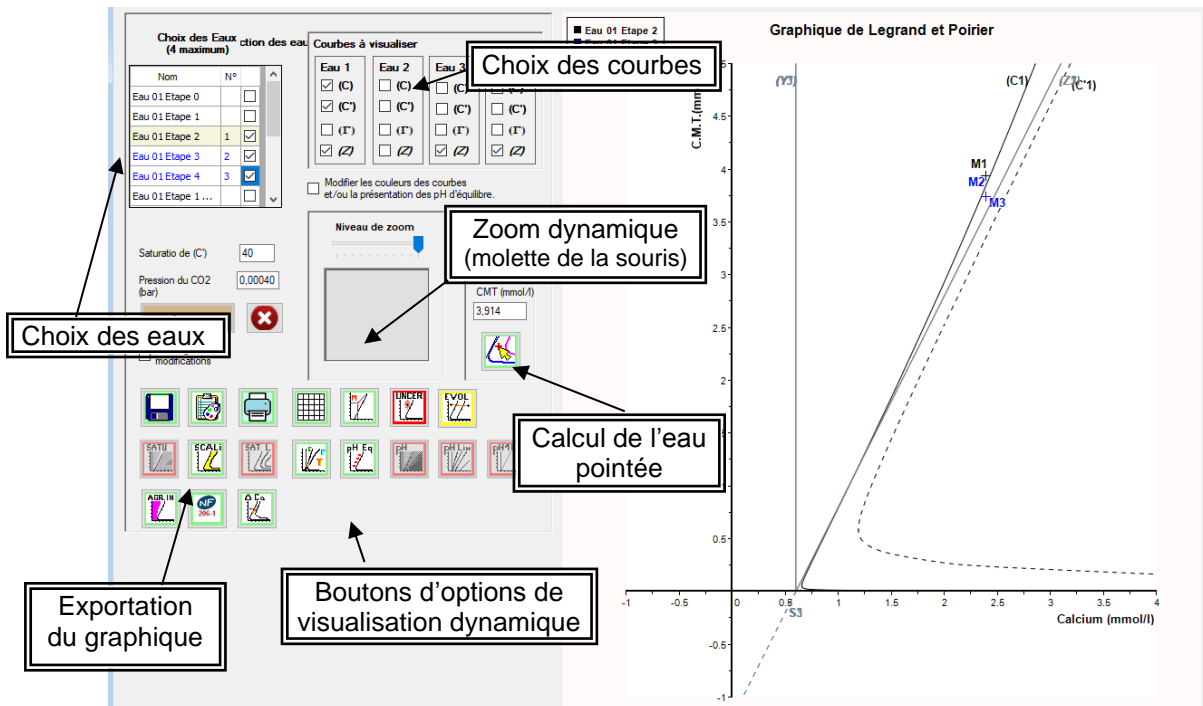 Choix des Eaux
(4 maximum)
ction des eau
Nom N°
Eau 01 Etape 0
Eau 01 Etape 1
Eau 01 Etape 2 1
Eau 01 Etape 3 2
Eau 01 Etape 4 3
Eau 01 Etape 1 ...
Courbes à visualiser
Eau 1 Eau 2 Eau 3
(C) (C) (C)
(C') (C') (C') (C')
(Γ) (Γ) (Γ) (Γ)
(Z) (Z) (Z) (Z)
Choix des courbes
Modifier les couleurs des courbes
et/ou la présentation des pH d'équilibre.
Niveau de zoom
Zoom dynamique
(molette de la souris)
Saturatio de (C') 40
Pression du CO2
(bar)
0,00040
CMT (mmol/l)
3,914
Choix des eaux
modifications
UNCER EVOL
SATU SCALi SAT L pH Eq pH pH Lim
AGR.IN NF
206-1
Δ Ca
Calcul de l'eau
pointée
Exportation
du graphique
Boutons d'options de
visualisation dynamique
Eau 01 Etape 2
Graphique de Legrand et Poirier
C.M.T.(mm
(Y3) (C1) (C'1)
M1
M2
M3
S3
4.5
4
3.5
3
2.5
2
0.5
-0.5
-1
-1 -0.5 0 0.5 1 1.5 2 2.5 3 3.5 4
Calcium (mmol/l)